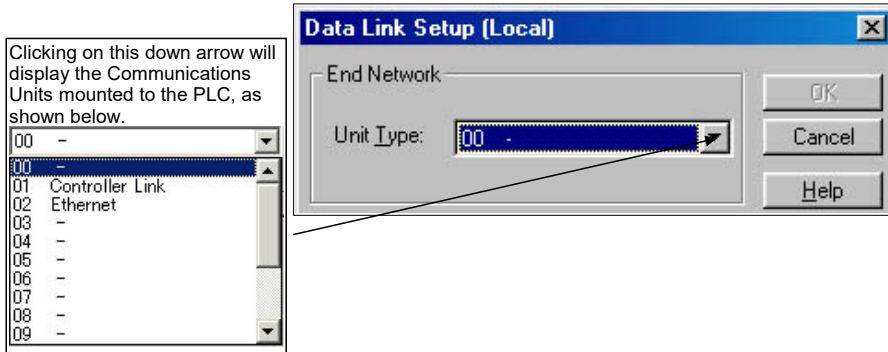 Clicking on this down arrow will
display the Communications
Units mounted to the PLC, as
shown below.
00 -
00 -
01 Controller Link
02 Ethernet
03 -
04 -
05 -
06 -
07 -
08 -
09 -
Data Link Setup (Local)
End Network
Unit Type: 00 -
OK
Cancel
Help